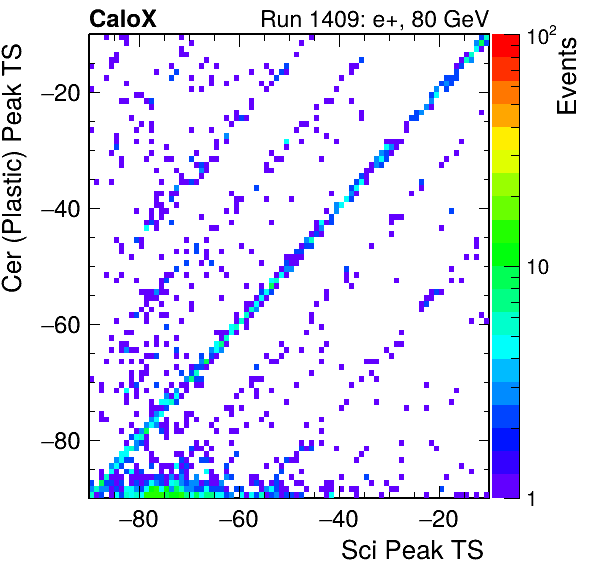 CaloX Run 1409: e+, 80 GeV
Cer (Plastic) Peak TS
−20
−40
−60
−80
−80 −60 −40 −20
Sci Peak TS
10²
10
1
Events